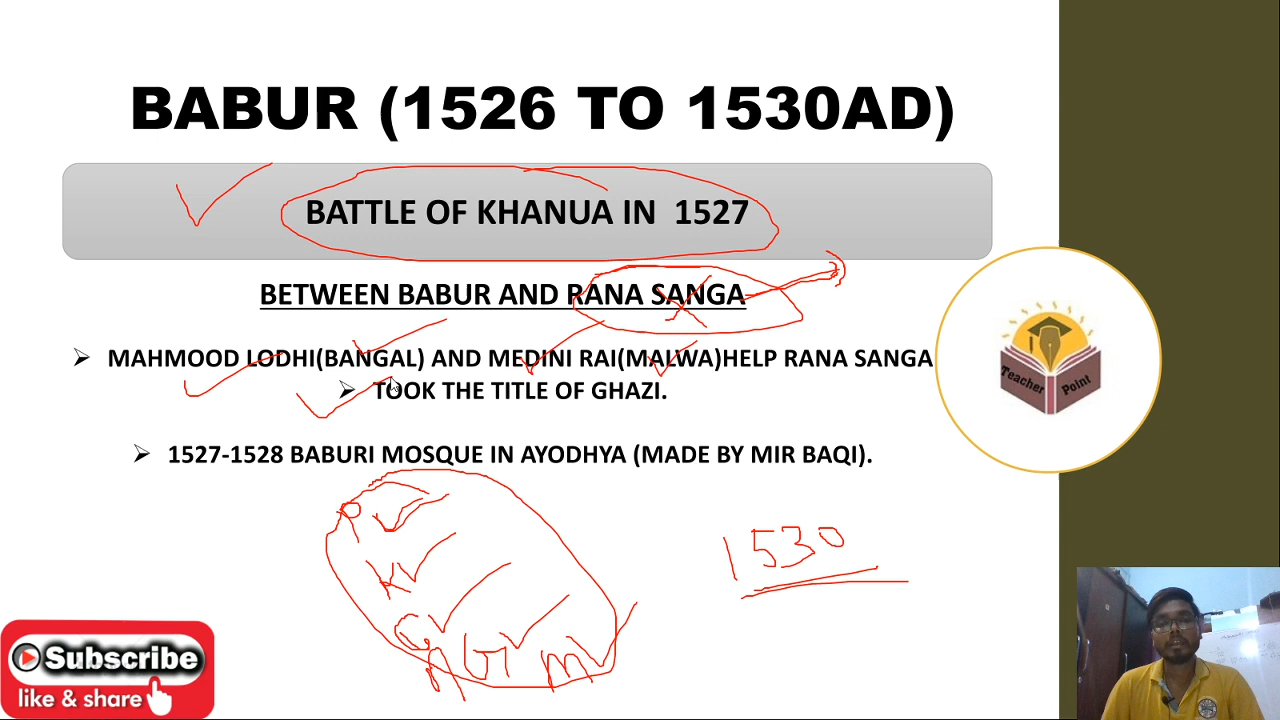 BABUR (1526 TO 1530AD)
BATTLE OF KHANUA IN 1527
BETWEEN BABUR AND RANA SANGA
➢ MAHMOOD LODHI(BANGAL) AND MEDINI RAI(MALWA)HELP RANA SANGA
➢ TOOK THE TITLE OF GHAZI.
➢ 1527-1528 BABURI MOSQUE IN AYODHYA (MADE BY MIR BAQI).
Teacher Point
1530
Subscribe
like & share